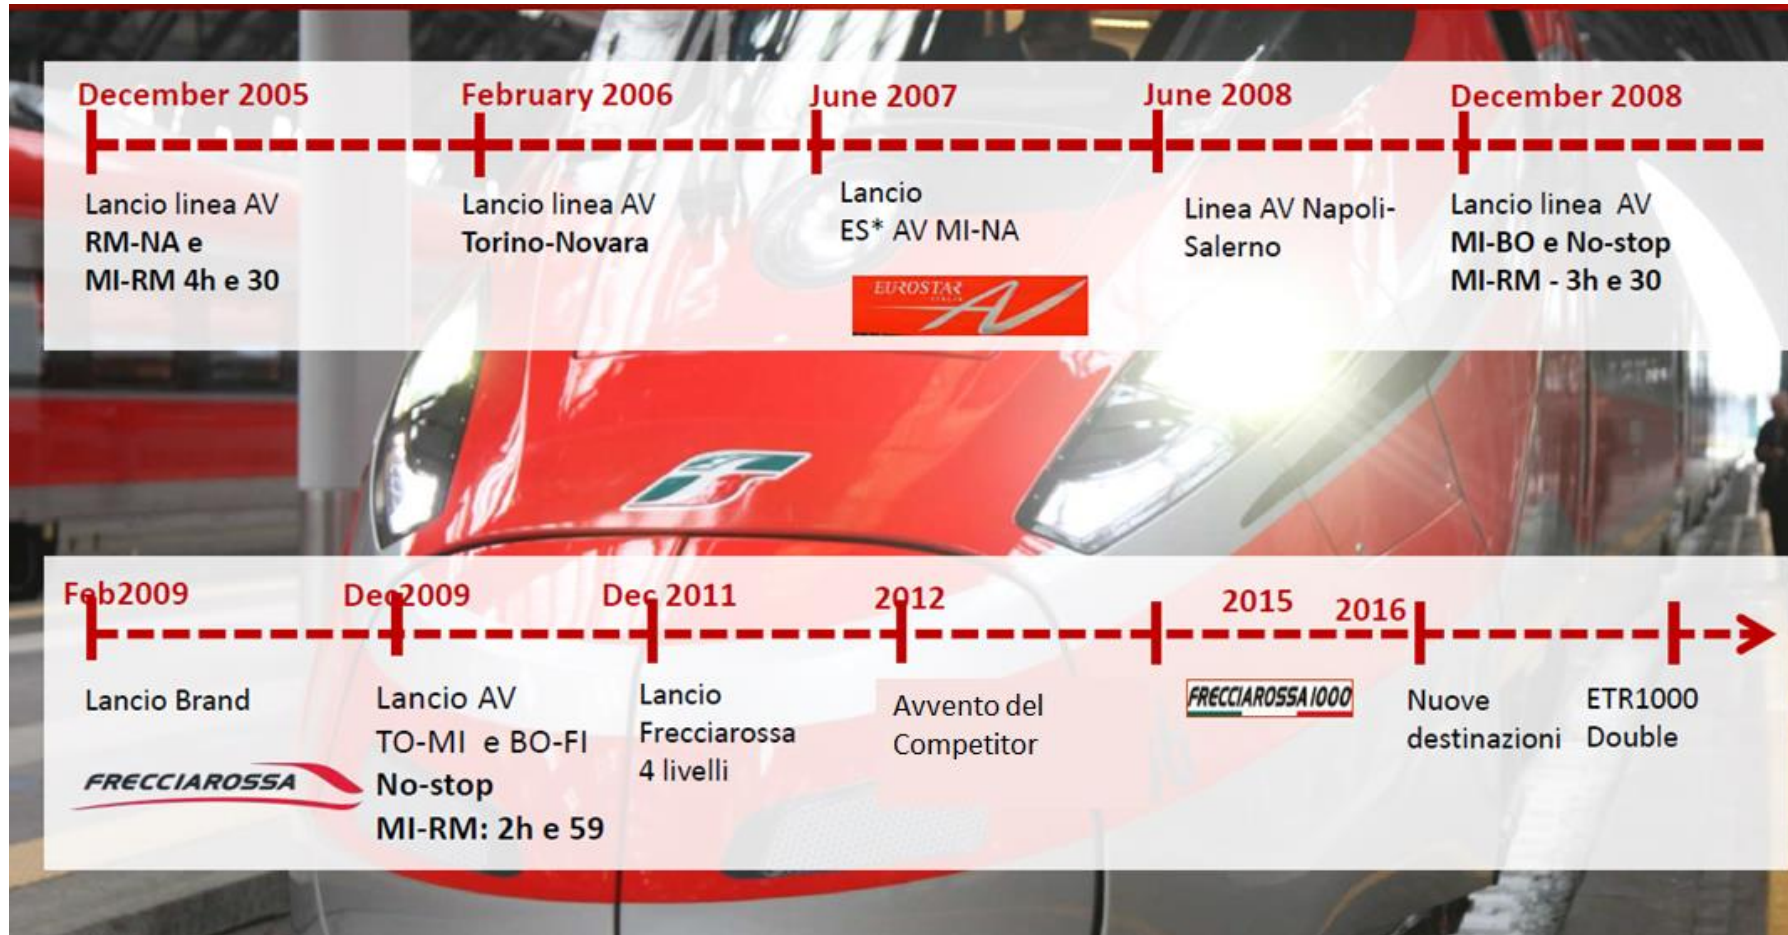 December 2005
February 2006
June 2007
June 2008
December 2008
Lancio linea AV
RM-NA e
MI-RM 4h e 30
Lancio linea AV
Torino-Novara
Lancio
ES* AV MI-NA
EUROSTAR
ITALIA
AV
Linea AV Napoli-
Salerno
Lancio linea AV
MI-BO e No-stop
MI-RM - 3h e 30
Feb2009
Dec2009
Dec 2011
2012
2015
2016
Lancio Brand
FRECCIAROSSA
Lancio AV
TO-MI e BO-FI
No-stop
MI-RM: 2h e 59
Lancio
Frecciarossa
4 livelli
Avvento del
Competitor
FRECCIAROSSA1000
Nuove
destinazioni
ETR1000
Double